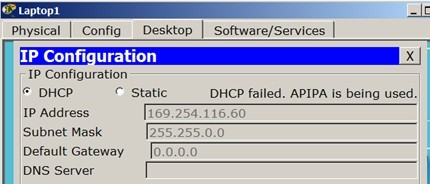 Laptop1
Physical Config Desktop Software/Services
IP Configuration X
IP Configuration
DHCP Static DHCP failed. APIPA is being used.
IP Address 169.254.116.60
Subnet Mask 255.255.0.0
Default Gateway 0.0.0.0
DNS Server